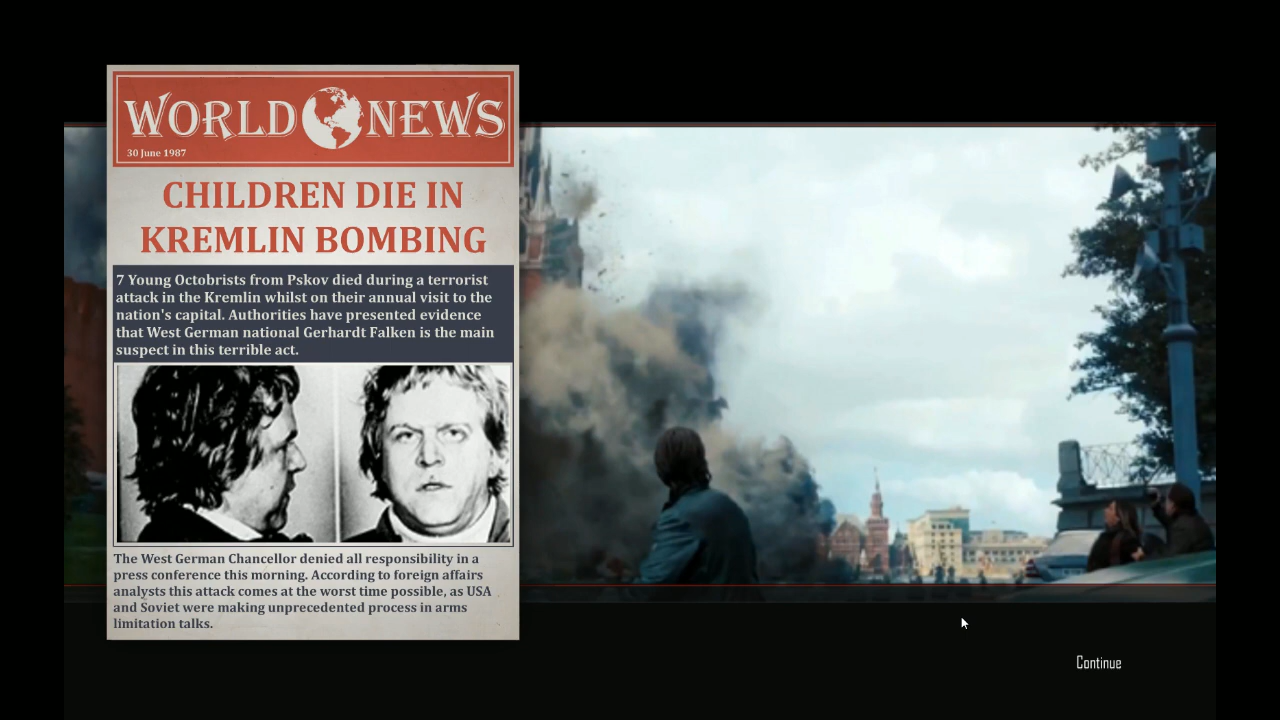 WORLD NEWS
30 June 1987
CHILDREN DIE IN
KREMLIN BOMBING
7 Young Octobrists from Pskov died during a terrorist
attack in the Kremlin whilst on their annual visit to the
nation's capital. Authorities have presented evidence
that West German national Gerhardt Falken is the main
suspect in this terrible act.
The West German Chancellor denied all responsibility in a
press conference this morning. According to foreign affairs
analysts this attack comes at the worst time possible, as USA
and Soviet were making unprecedented process in arms
limitation talks.
Continue